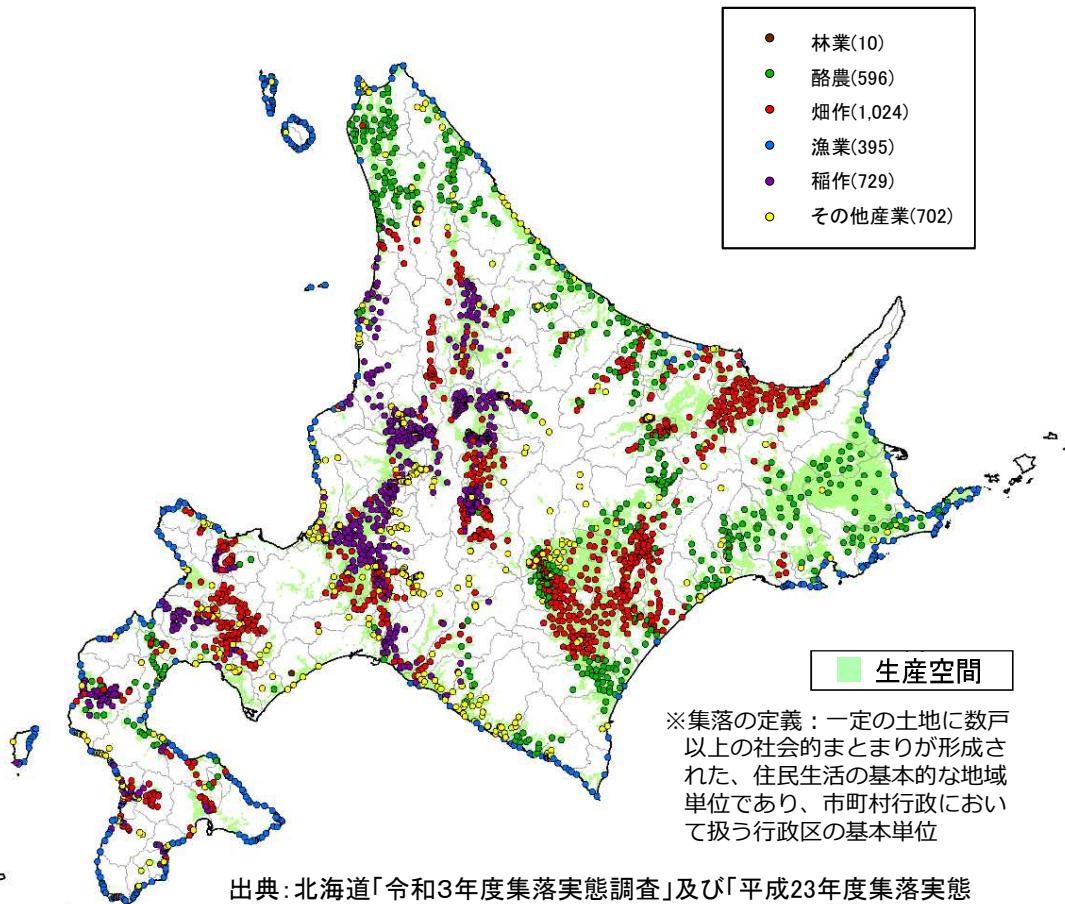 林業(10)
酪農(596)
畑作(1,024)
漁業(395)
稲作(729)
その他産業(702)
生産空間
※集落の定義：一定の土地に数戸
以上の社会的まとまりが形成さ
れた、住民生活の基本的な地域
単位であり、市町村行政におい
て扱う行政区の基本単位
出典：北海道「令和3年度集落実態調査」及び「平成23年度集落実態